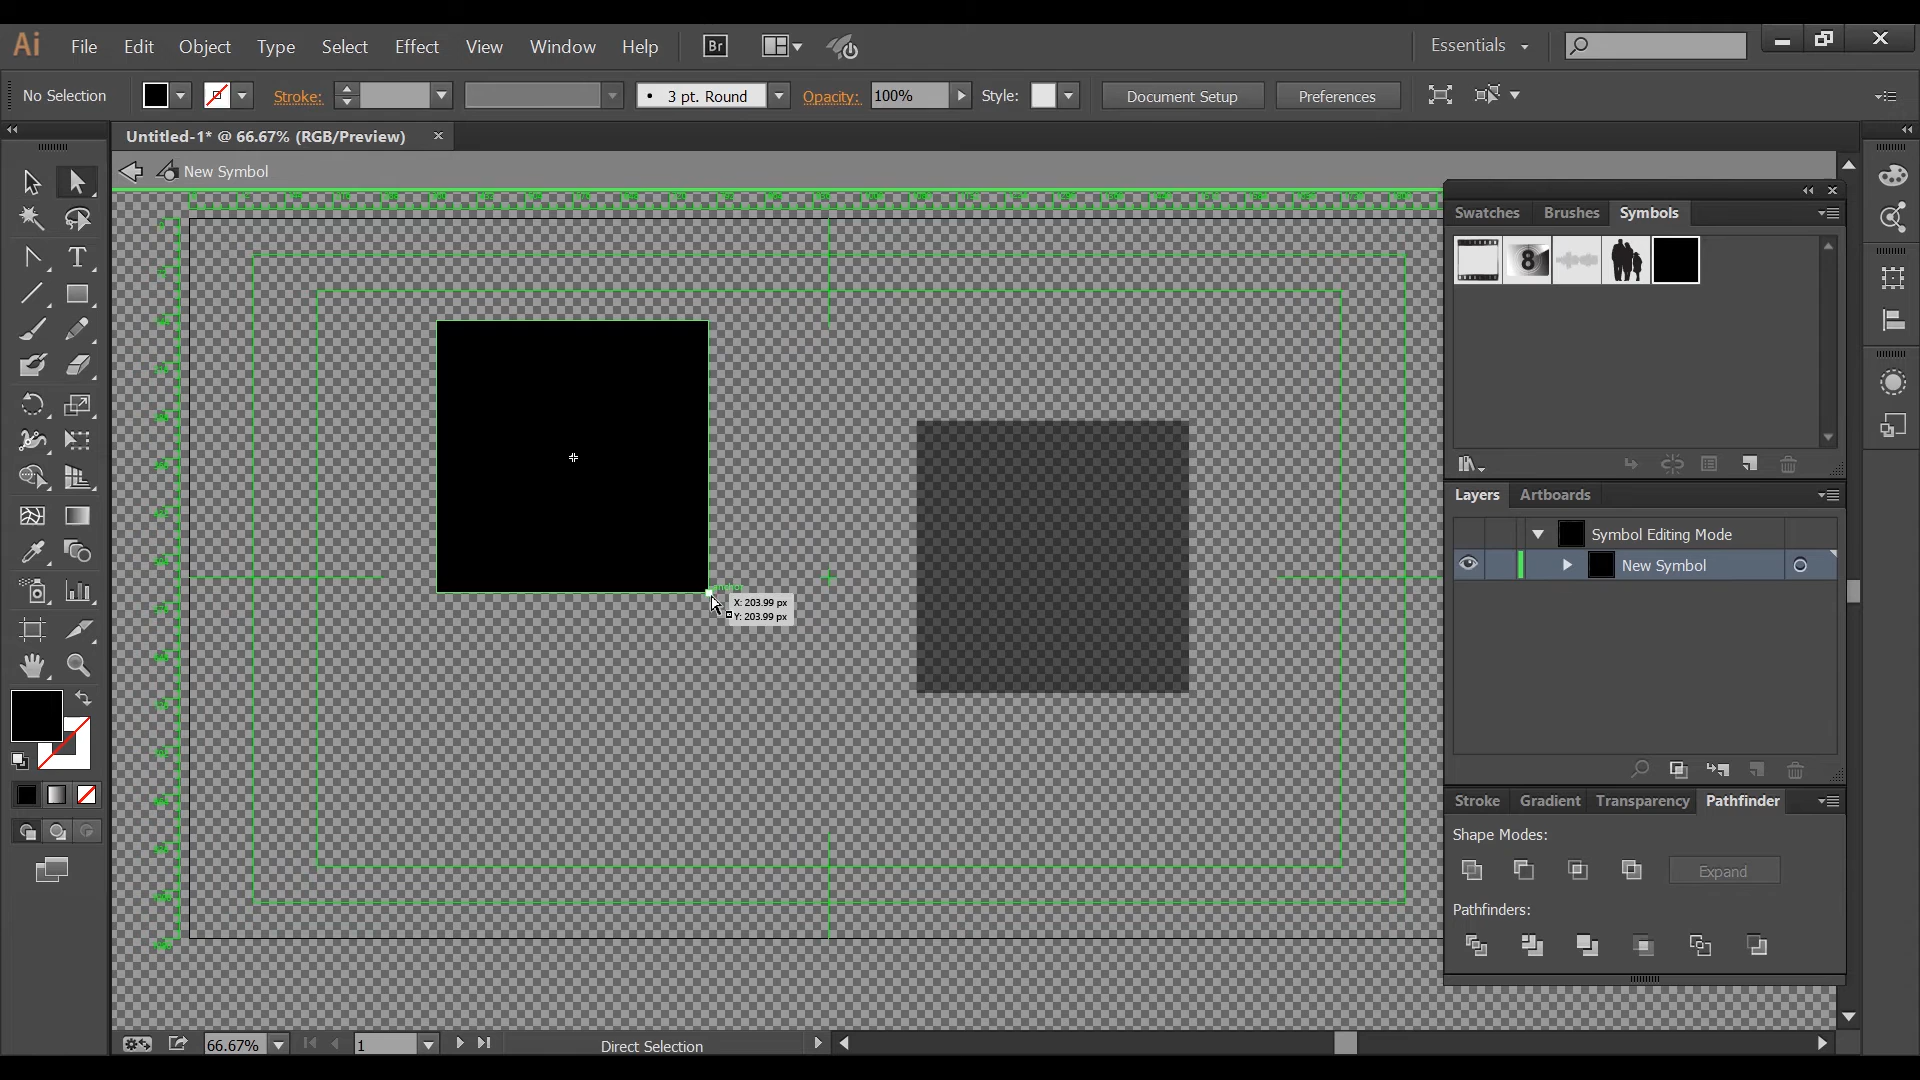 Ai File Edit Object Type Select Effect View Window Help Br Essentials
No Selection Stroke: 3 pt. Round Opacity: 100% Style: Document Setup Preferences
Untitled-1* @ 66.67% (RGB/Preview)
New Symbol
Swatches Brushes Symbols
8
Layers Artboards
Symbol Editing Mode
New Symbol
anchor
X: 203.99 px
Y: 203.99 px
Stroke Gradient Transparency Pathfinder
Shape Modes:
Expand
Pathfinders:
66.67% 1 Direct Selection